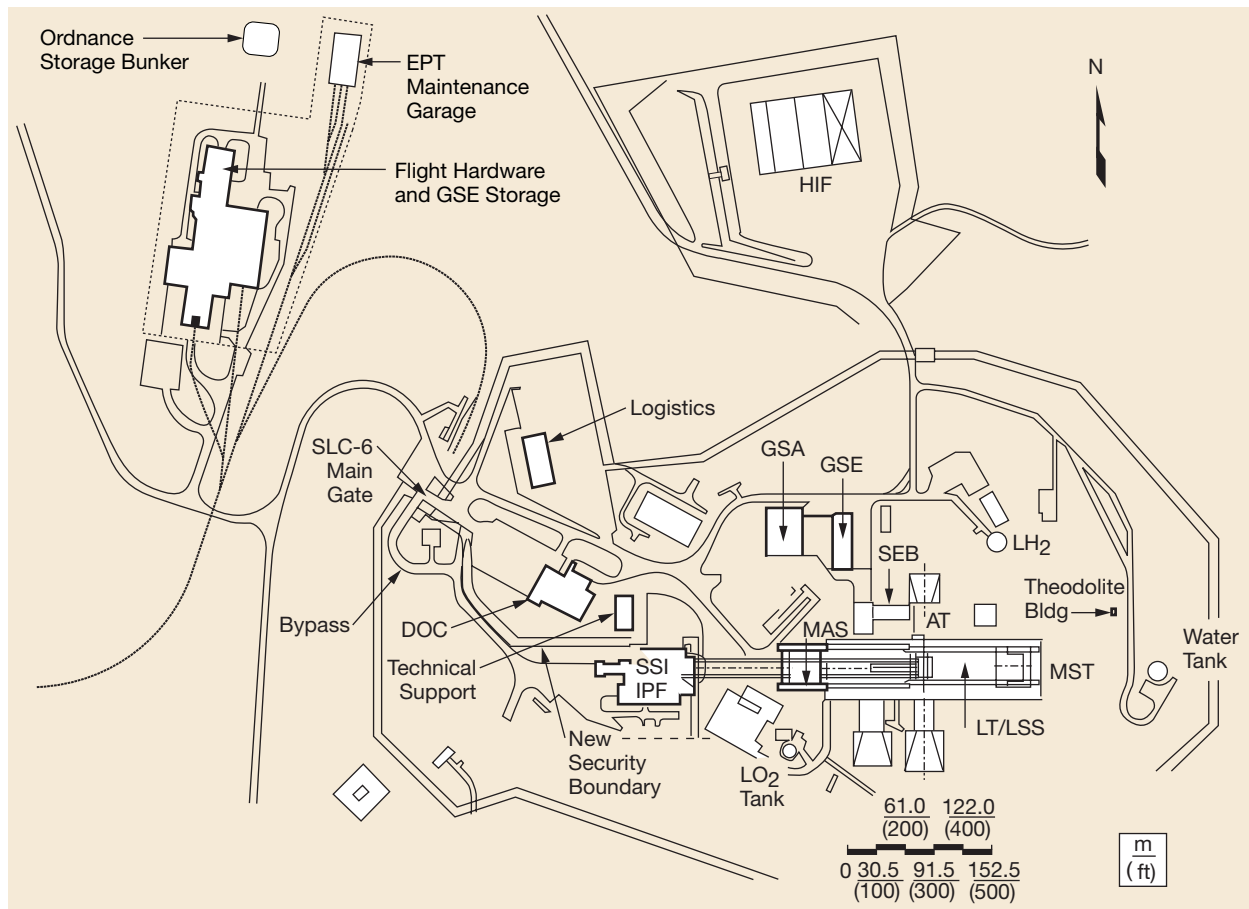 Ordnance
Storage Bunker
EPT
Maintenance
Garage
Flight Hardware
and GSE Storage
HIF
N
Logistics
SLC-6
Main
Gate
GSA
GSE
SEB
LH2
Theodolite
Bldg
Bypass
DOC
Technical
Support
MAS
AT
Water
Tank
SSI
IPF
MST
LT/LSS
New
Security
Boundary
LO2
Tank
61.0 122.0
(200) (400)
0 30.5 91.5 152.5
(100) (300) (500)
m
(ft)